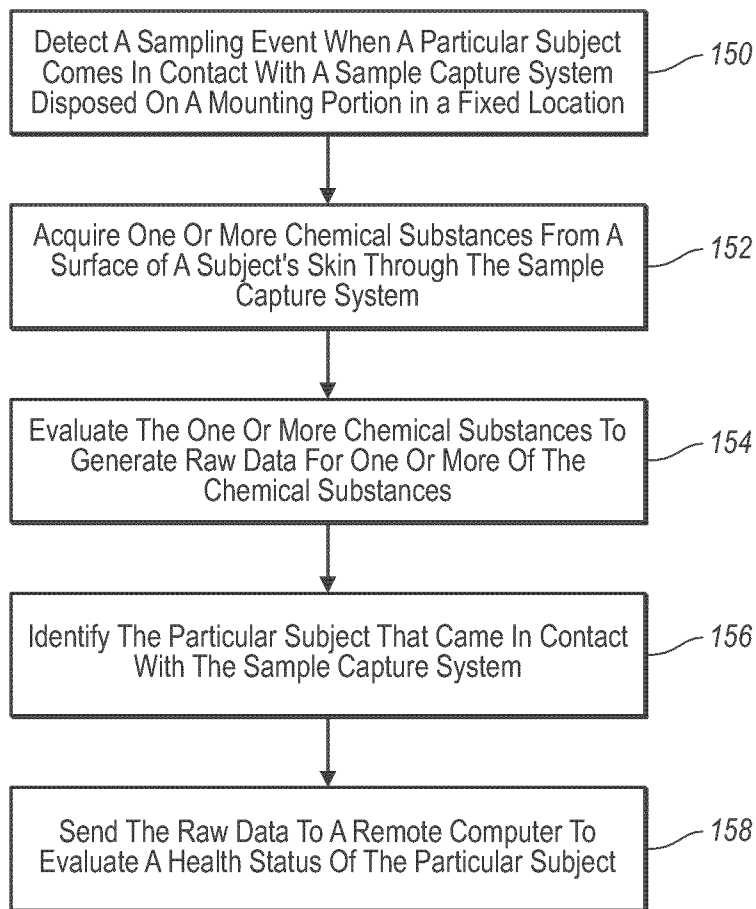 Detect A Sampling Event When A Particular Subject
Comes In Contact With A Sample Capture System
Disposed On A Mounting Portion in a Fixed Location
150
Acquire One Or More Chemical Substances From A
Surface of A Subject's Skin Through The Sample
Capture System
152
Evaluate The One Or More Chemical Substances To
Generate Raw Data For One Or More Of The
Chemical Substances
154
Identify The Particular Subject That Came In Contact
With The Sample Capture System
156
Send The Raw Data To A Remote Computer To
Evaluate A Health Status Of The Particular Subject
158